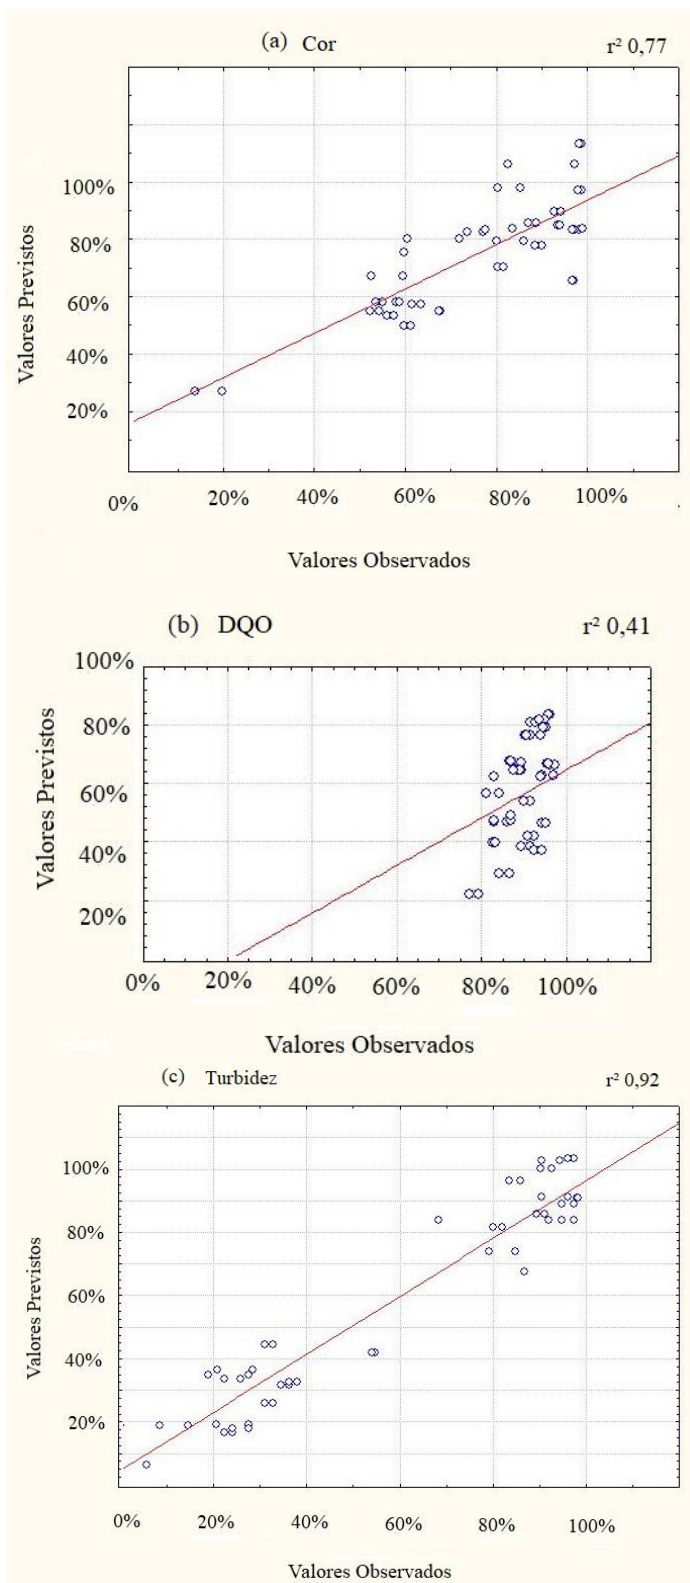 (a) Cor r² 0,77
100%
80%
60%
40%
20%
Valores Previstos
0% 20% 40% 60% 80% 100%
Valores Observados
(b) DQO r² 0,41
100%
80%
60%
40%
20%
Valores Previstos
0% 20% 40% 60% 80% 100%
Valores Observados
(c) Turbidez r² 0,92
100%
80%
60%
40%
20%
Valores Previstos
0% 20% 40% 60% 80% 100%
Valores Observados